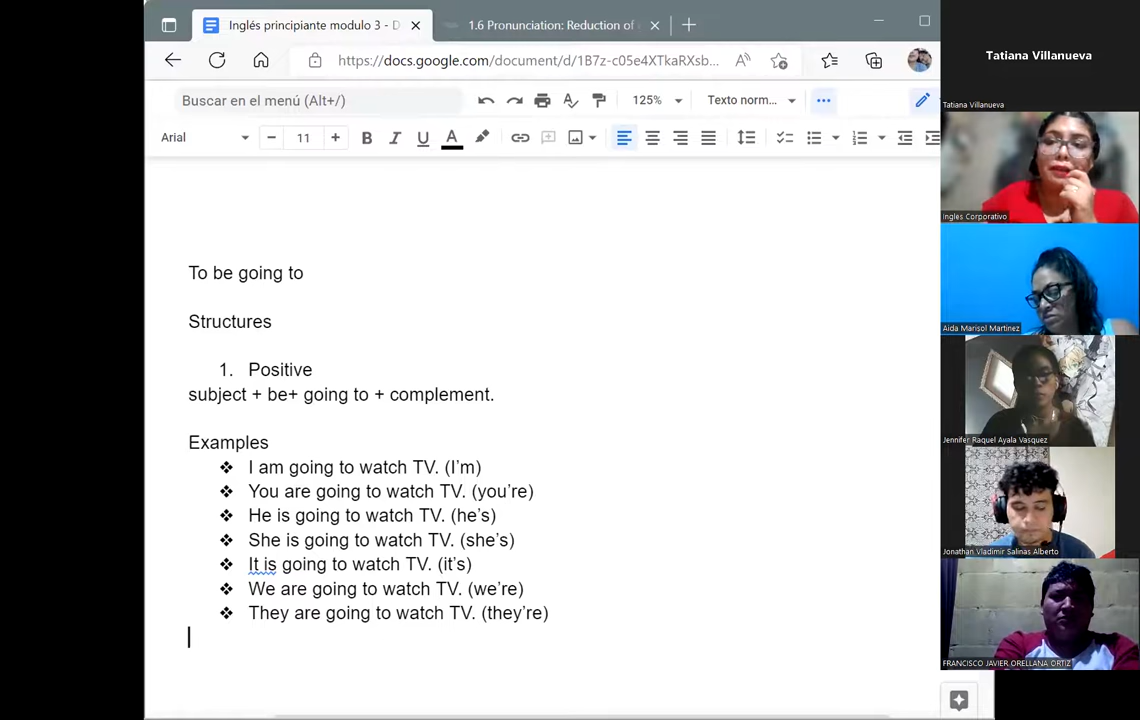 Inglés principiante modulo 3 - D
1.6 Pronunciation: Reduction of
https://docs.google.com/document/d/1B7z-c05e4XTkaRXsb...
Buscar en el menú (Alt+/)
125%
Texto norm...
Arial
11
B I U A
To be going to
Structures
1. Positive
subject + be+ going to + complement.
Examples
❖ I am going to watch TV. (I'm)
❖ You are going to watch TV. (you're)
❖ He is going to watch TV. (he's)
❖ She is going to watch TV. (she's)
❖ It is going to watch TV. (it's)
❖ We are going to watch TV. (we're)
❖ They are going to watch TV. (they're)
Tatiana Villanueva
Tatiana Villanueva
Ingles Corporativo
Aida Marisol Martinez
Jennifer Raquel Ayala Vasquez
Jonathan Vladimir Salinas Alberto
FRANCISCO JAVIER ORELLANA ORTIZ